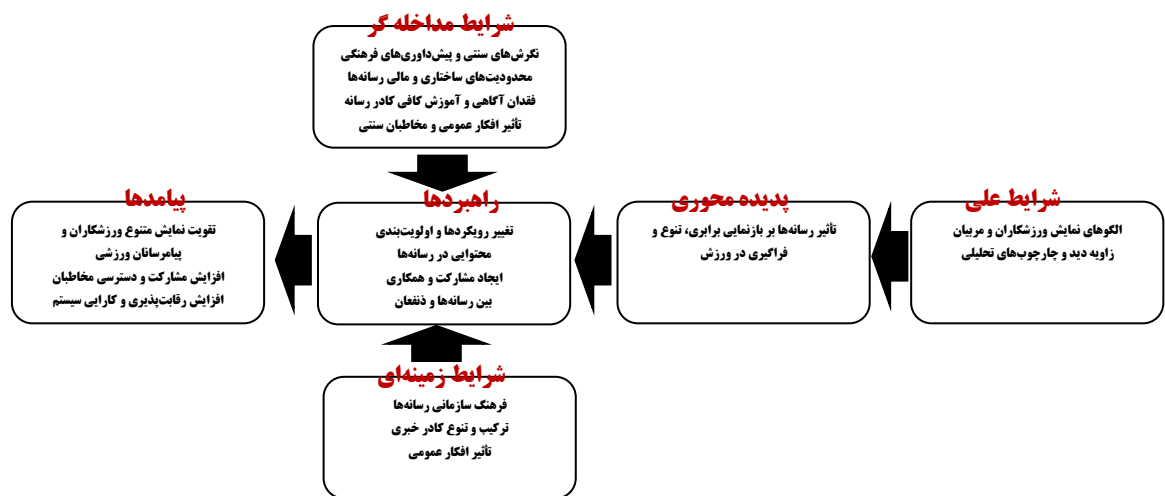 شرایط مداخله گر
نگرش‌های سنتی و پیش‌داوری‌های فرهنگی
محدودیت‌های ساختاری و مالی رسانه‌ها
فقدان آگاهی و آموزش کافی کادر رسانه
تأثیر افکار عمومی و مخاطبان سنتی
شرایط علی
الگوهای نمایش ورزشکاران و مربیان
زاویه دید و چارچوب‌های تحلیلی
پدیده محوری
تأثیر رسانه‌ها بر بازنمایی برابری، تنوع و
فراگیری در ورزش
راهبردها
تغییر رویکردها و اولویت‌بندی
محتوایی در رسانه‌ها
ایجاد مشارکت و همکاری
بین رسانه‌ها و ذنفعان
پیامدها
تقویت نمایش متنوع ورزشکاران و
پیامرسانان ورزشی
افزایش مشارکت و دسترسی مخاطبان
افزایش رقابت‌پذیری و کارایی سیستم
شرایط زمینه‌ای
فرهنگ سازمانی رسانه‌ها
ترکیب و تنوع کادر خبری
تأثیر افکار عمومی